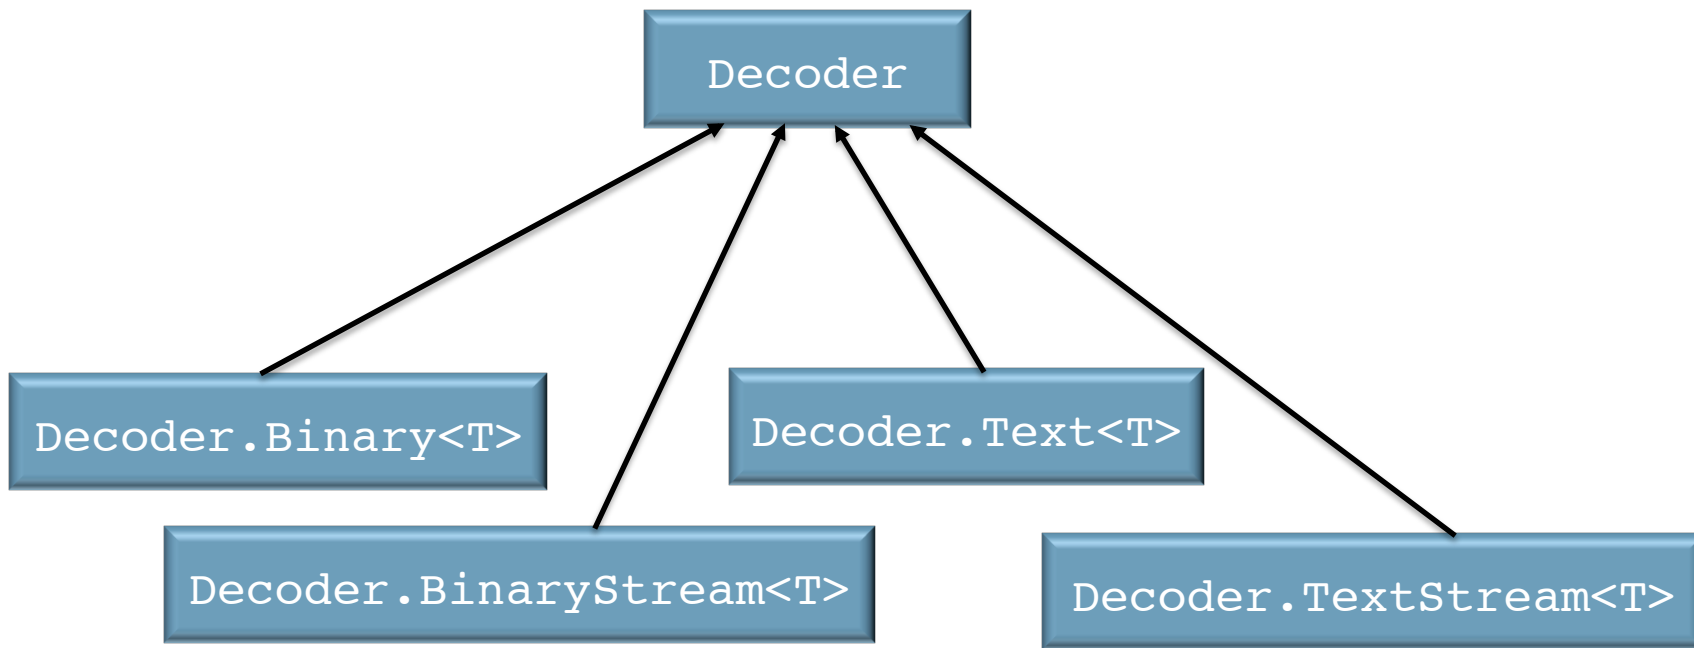 Decoder
Decoder.Binary<T>
Decoder.Text<T>
Decoder.BinaryStream<T>
Decoder.TextStream<T>